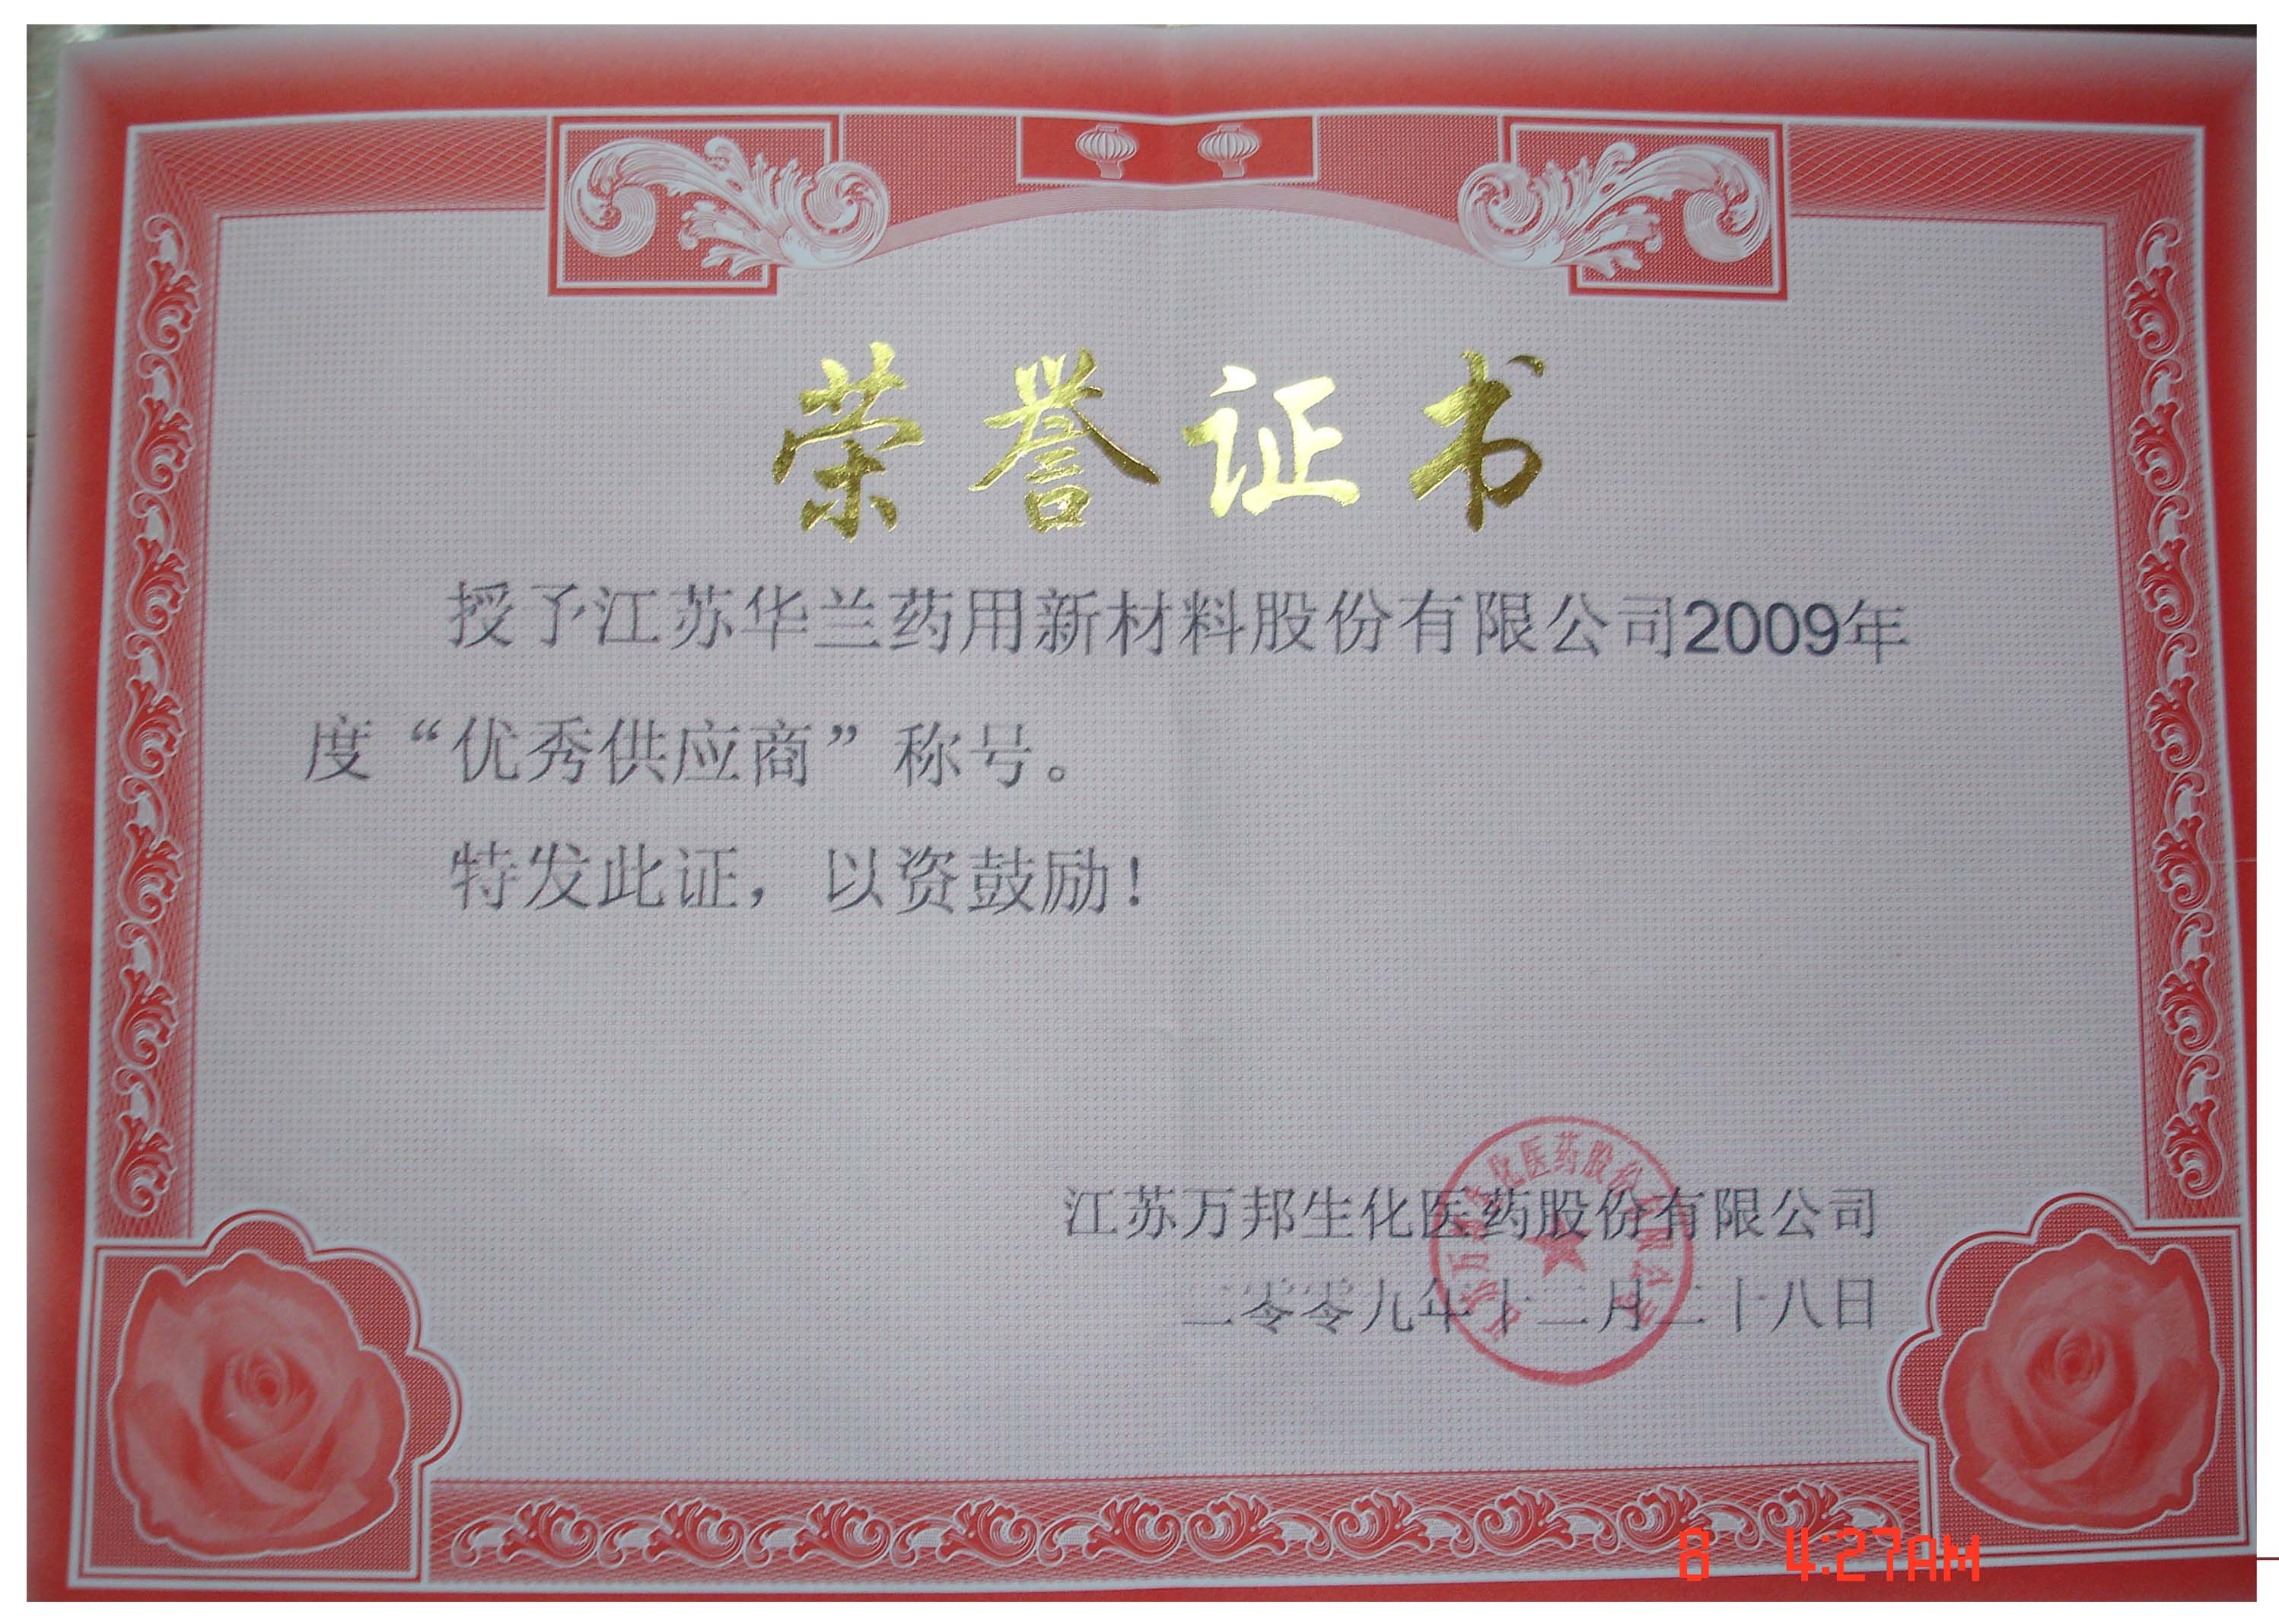 荣誉证书
授予江苏华兰药用新材料股份有限公司2009年
度“优秀供应商”称号。
特发此证，以资鼓励！
江苏万邦生化医药股份有限公司
二零零九年十二月二十八日
8 4:27AM